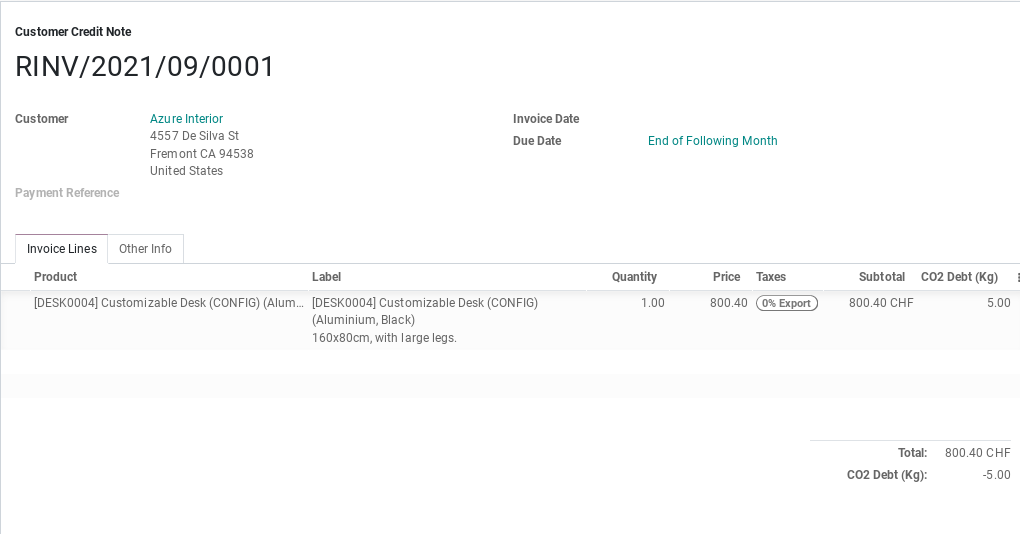 Customer Credit Note
RINV/2021/09/0001
Customer Azure Interior Invoice Date
4557 De Silva St Due Date End of Following Month
Fremont CA 94538
United States
Payment Reference
Invoice Lines Other Info
Product Label Quantity Price Taxes Subtotal CO2 Debt (Kg)
[DESK0004] Customizable Desk (CONFIG) (Alum... [DESK0004] Customizable Desk (CONFIG) 1.00 800.40 0% Export 800.40 CHF 5.00
(Aluminium, Black)
160x80cm, with large legs.
Total: 800.40 CHF
CO2 Debt (Kg): -5.00